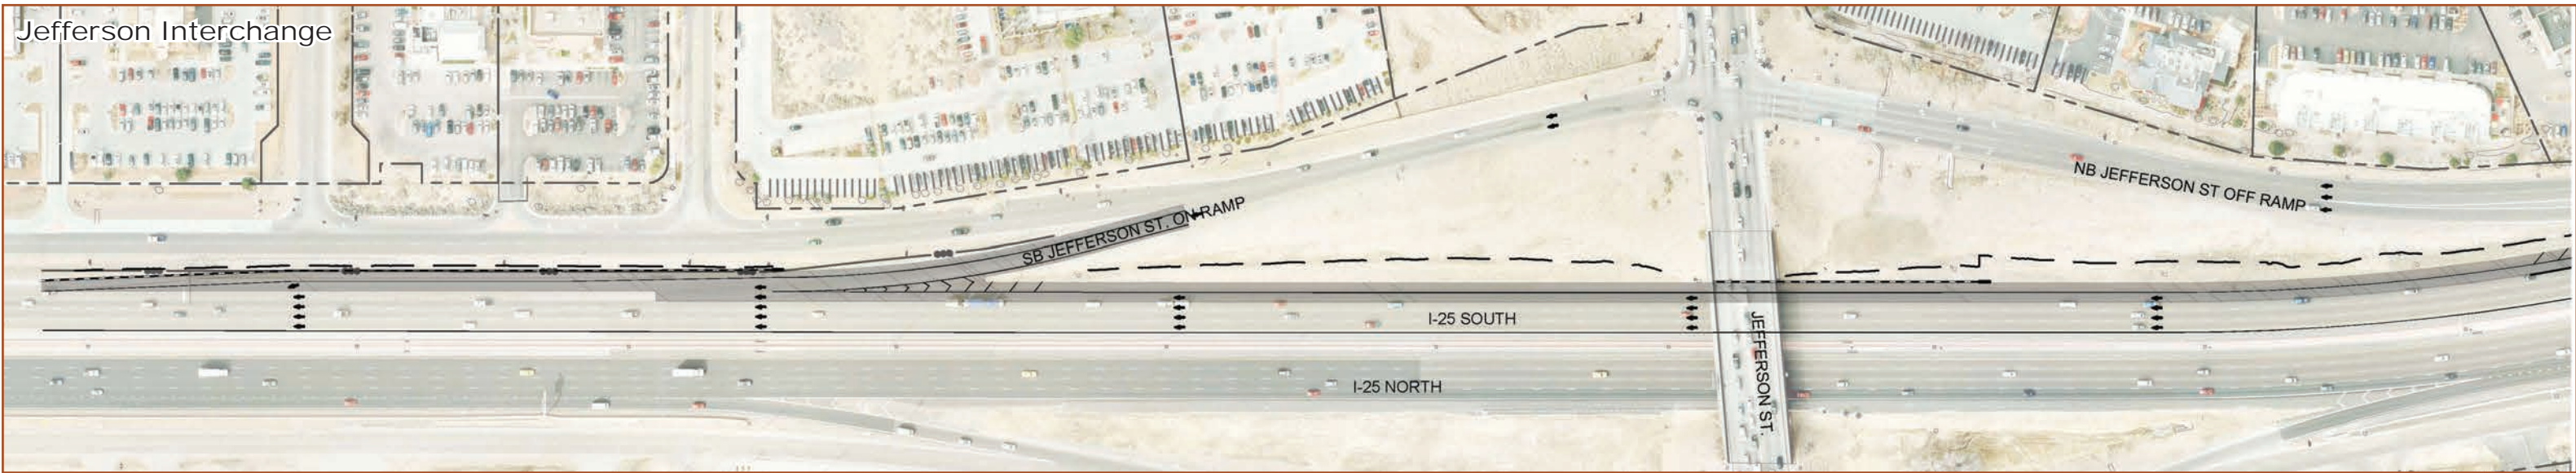 Jefferson Interchange
NB JEFFERSON ST OFF RAMP
SB JEFFERSON ST. ON RAMP
I-25 SOUTH
JEFFERSON ST.
I-25 NORTH